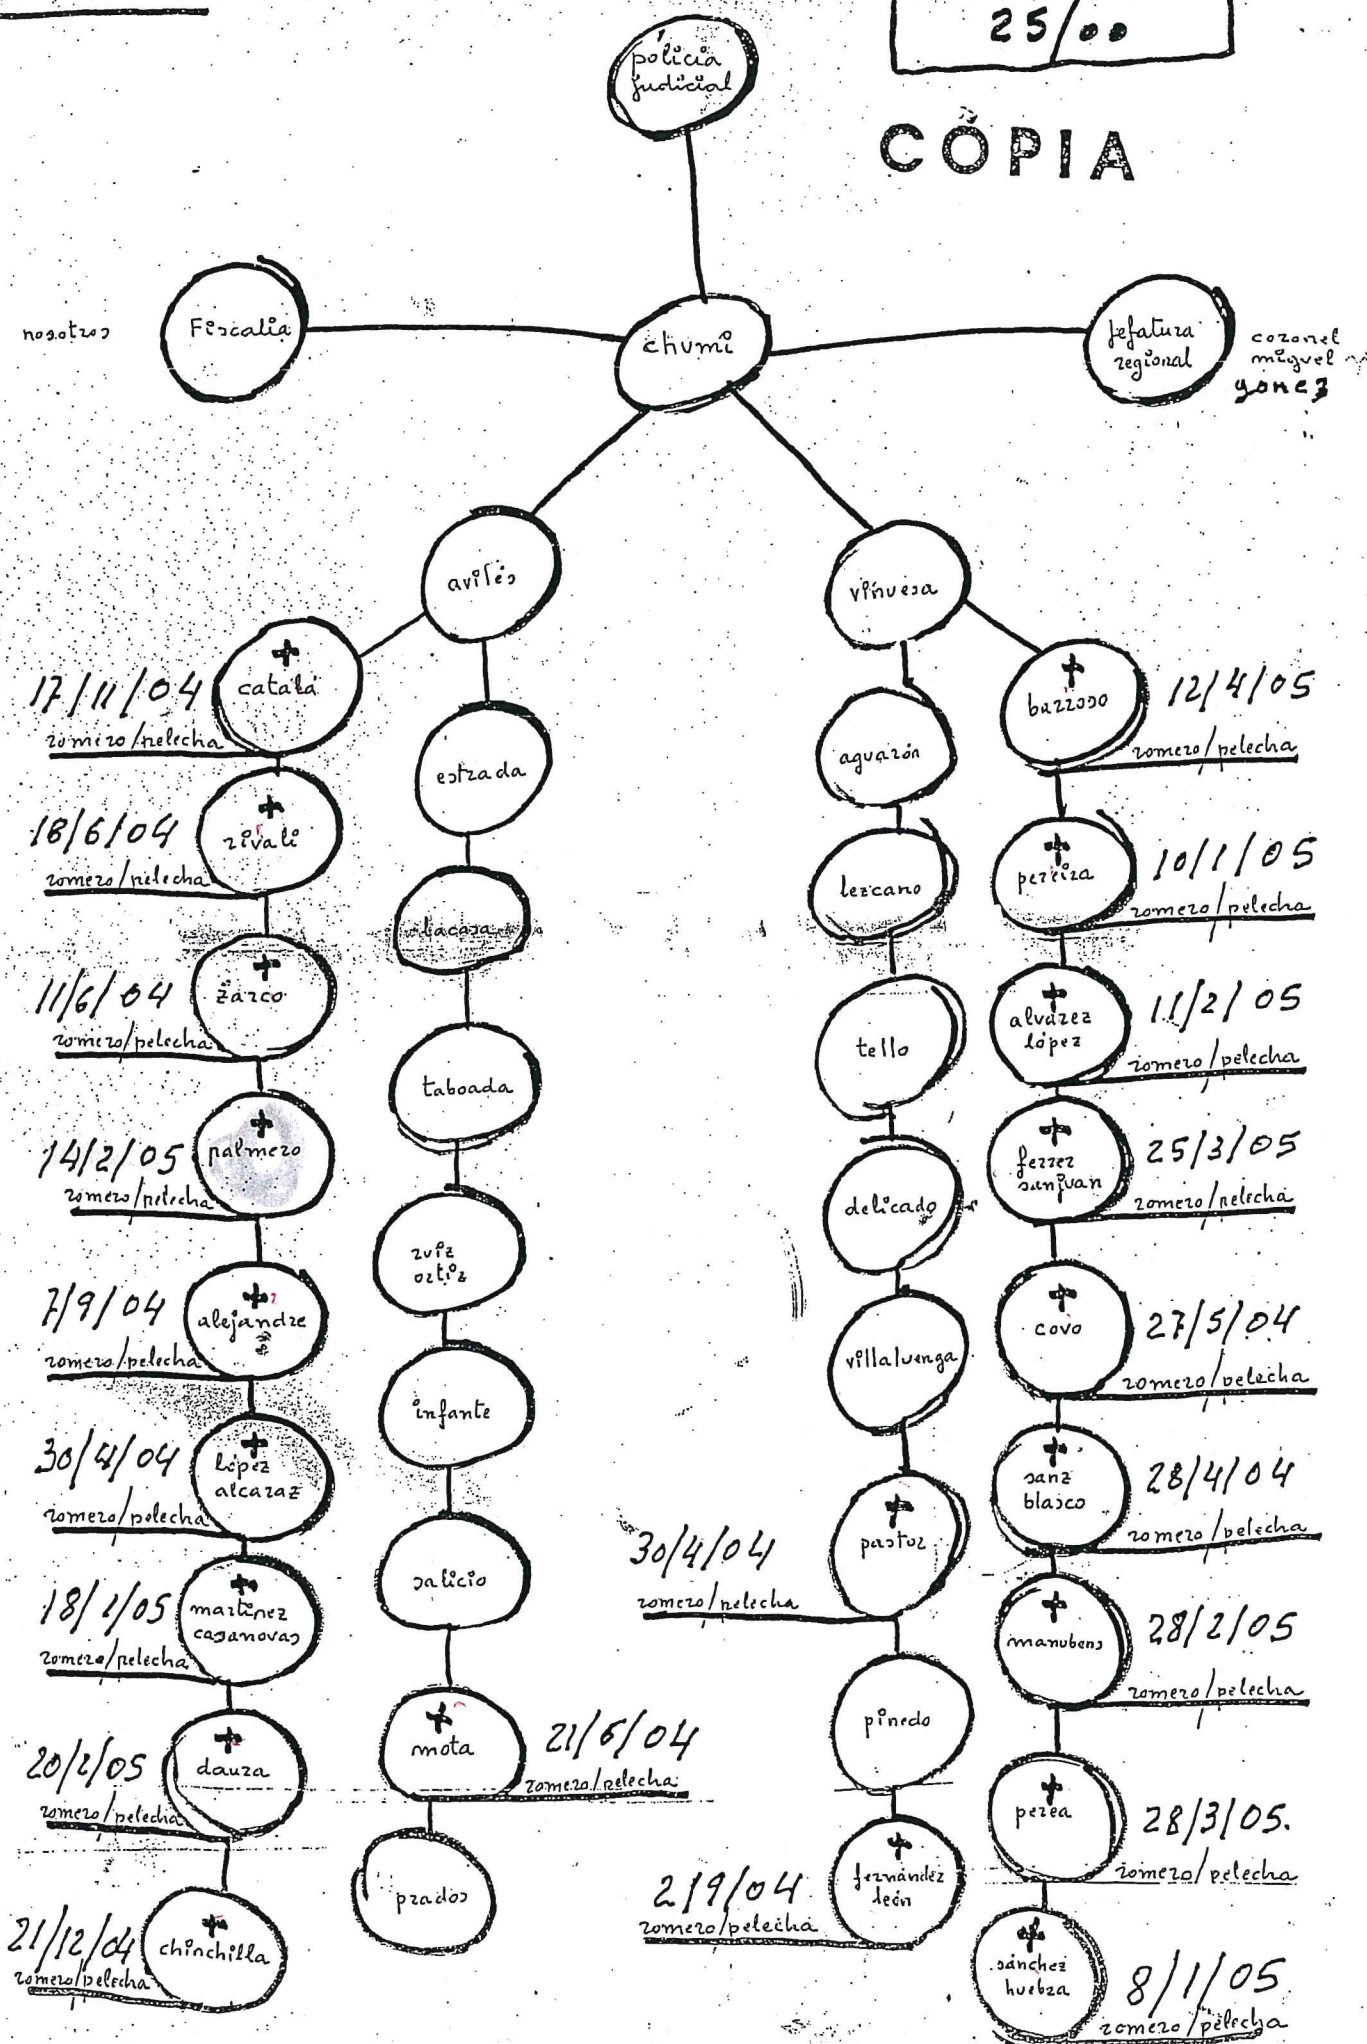 25/00
CÓPIA
policía
judicial
nosotros
Fiscalia
chumi
jefatura
regional
coronel
miguel
gomez
avilés
vinuesa
catalá
17/11/04
romero/pelecha
rivali
18/6/04
romero/pelecha
zarco
11/6/04
romero/pelecha
palmero
14/2/05
romero/pelecha
alejandre
7/9/04
romero/pelecha
lópez
alcaraz
30/4/04
romero/pelecha
martinez
casanovas
18/1/05
romero/pelecha
dauza
20/2/05
romero/pelecha
chinchilla
21/12/04
romero/pelecha
estrada
lacasa
taboada
ruiz
ortiz
infante
salicio
mota
21/6/04
romero/pelecha
prados
aguarón
lezcano
tello
delicado
villaluenga
pastor
30/4/04
romero/pelecha
pinedo
fernández
león
2/9/04
romero/pelecha
barroso
12/4/05
romero/pelecha
pereira
10/1/05
romero/pelecha
alvarez
lópez
11/2/05
romero/pelecha
ferrer
sanjuan
25/3/05
romero/pelecha
covo
27/5/04
romero/pelecha
sanz
blasco
28/4/04
romero/pelecha
manubens
28/2/05
romero/pelecha
perea
28/3/05.
romero/pelecha
sánchez
huebra
8/1/05
romero/pelecha